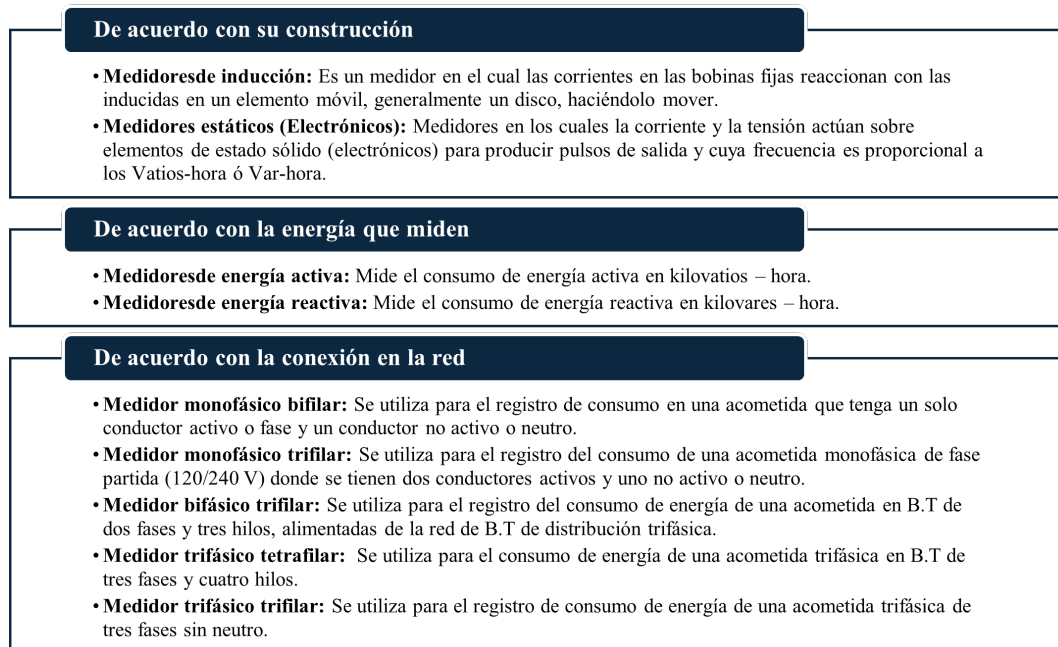 De acuerdo con su construcción
• Medidoresde inducción: Es un medidor en el cual las corrientes en las bobinas fijas reaccionan con las
inducidas en un elemento móvil, generalmente un disco, haciéndolo mover.
• Medidores estáticos (Electrónicos): Medidores en los cuales la corriente y la tensión actúan sobre
elementos de estado sólido (electrónicos) para producir pulsos de salida y cuya frecuencia es proporcional a
los Vatios-hora ó Var-hora.
De acuerdo con la energía que miden
• Medidoresde energía activa: Mide el consumo de energía activa en kilovatios – hora.
• Medidoresde energía reactiva: Mide el consumo de energía reactiva en kilovares – hora.
De acuerdo con la conexión en la red
• Medidor monofásico bifilar: Se utiliza para el registro de consumo en una acometida que tenga un solo
conductor activo o fase y un conductor no activo o neutro.
• Medidor monofásico trifilar: Se utiliza para el registro del consumo de una acometida monofásica de fase
partida (120/240 V) donde se tienen dos conductores activos y uno no activo o neutro.
• Medidor bifásico trifilar: Se utiliza para el registro del consumo de energía de una acometida en B.T de
dos fases y tres hilos, alimentadas de la red de B.T de distribución trifásica.
• Medidor trifásico tetrafilar: Se utiliza para el consumo de energía de una acometida trifásica en B.T de
tres fases y cuatro hilos.
• Medidor trifásico trifilar: Se utiliza para el registro de consumo de energía de una acometida trifásica de
tres fases sin neutro.